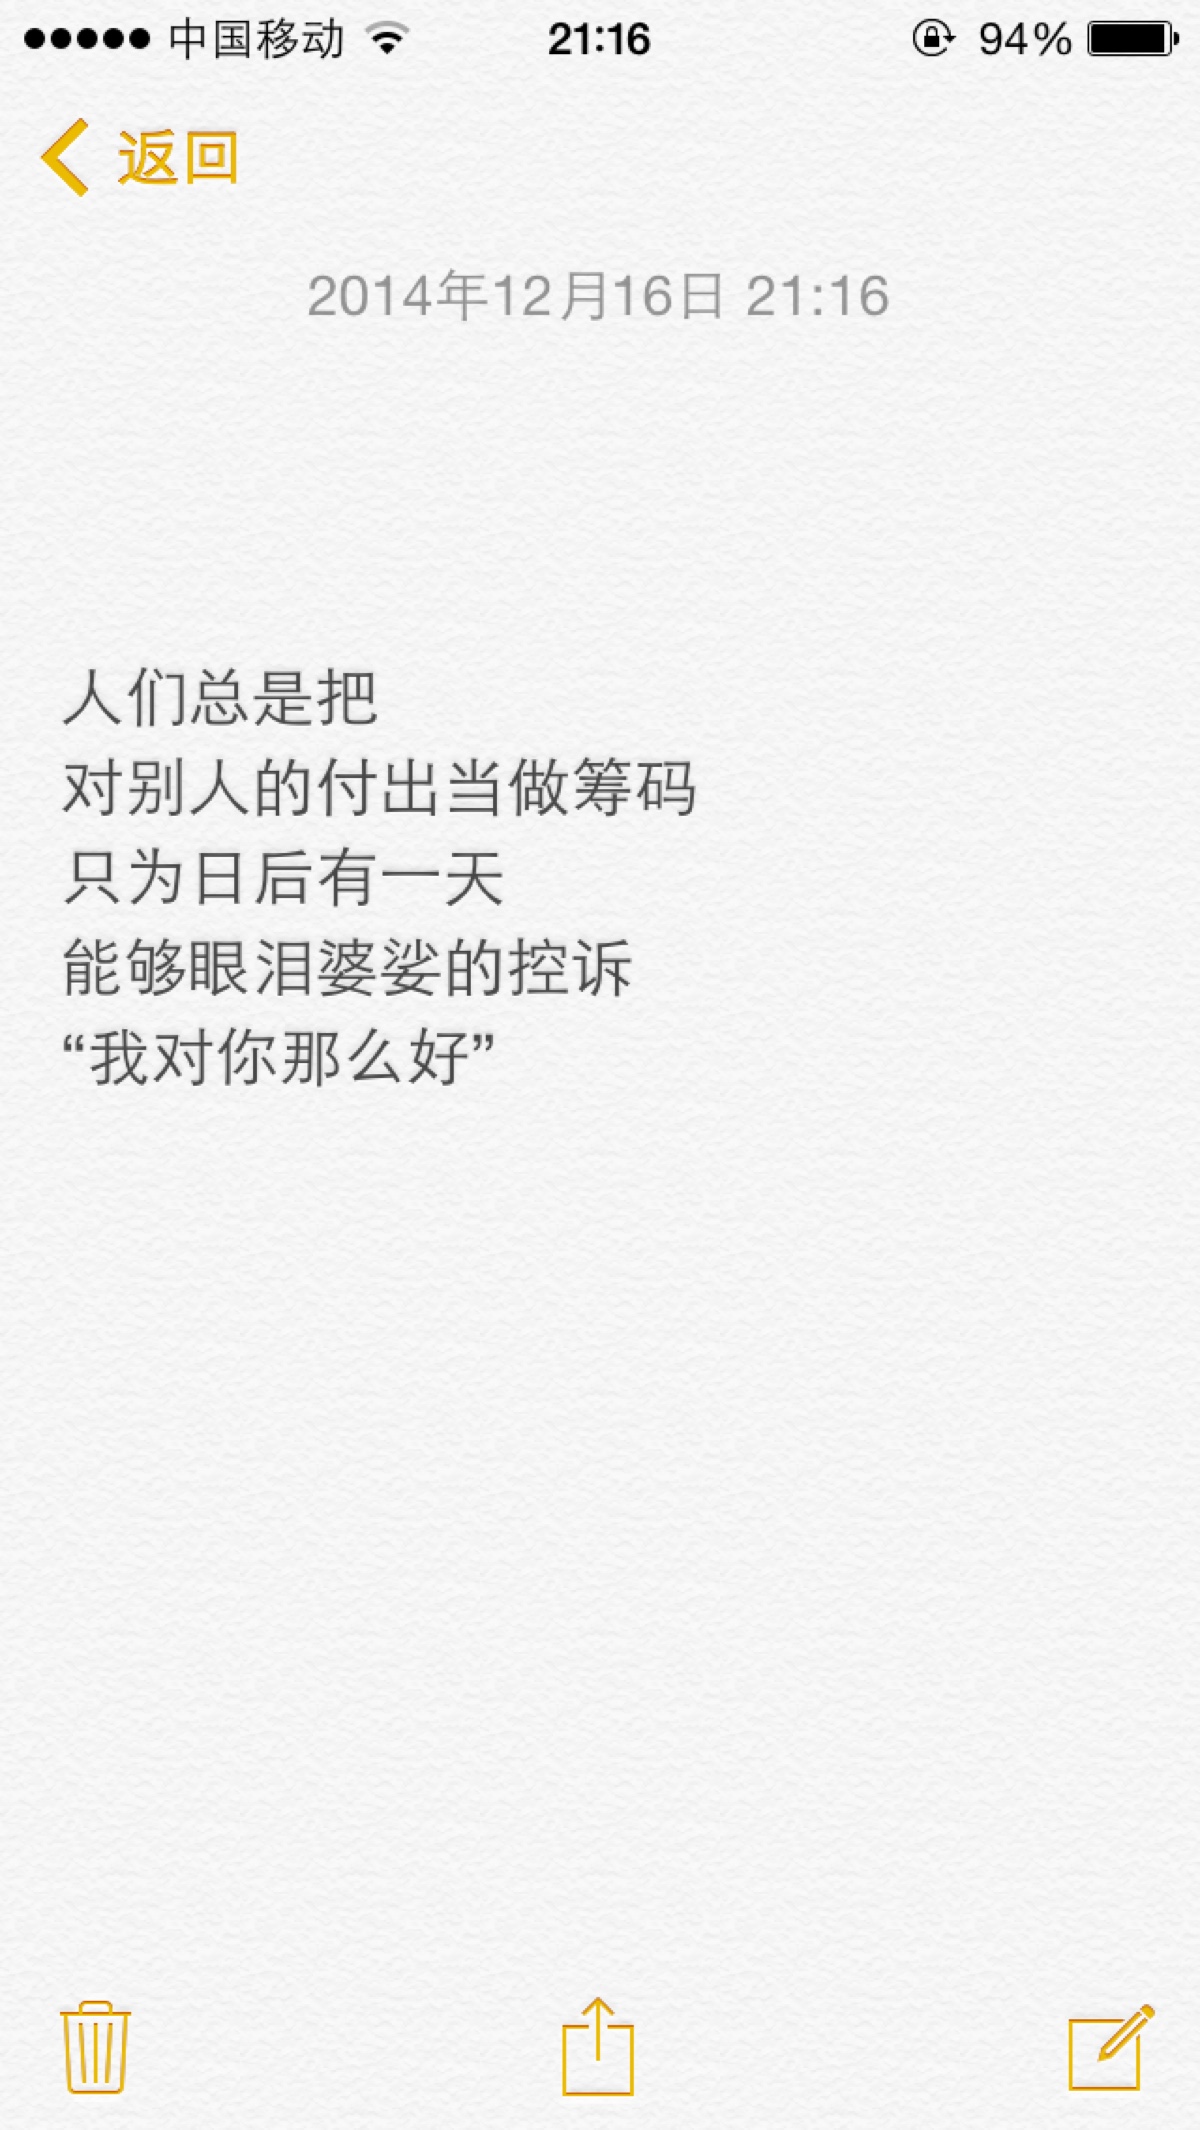 中国移动 21:16 94%
返回
2014年12月16日 21:16
人们总是把
对别人的付出当做筹码
只为日后有一天
能够眼泪婆娑的控诉
“我对你那么好”